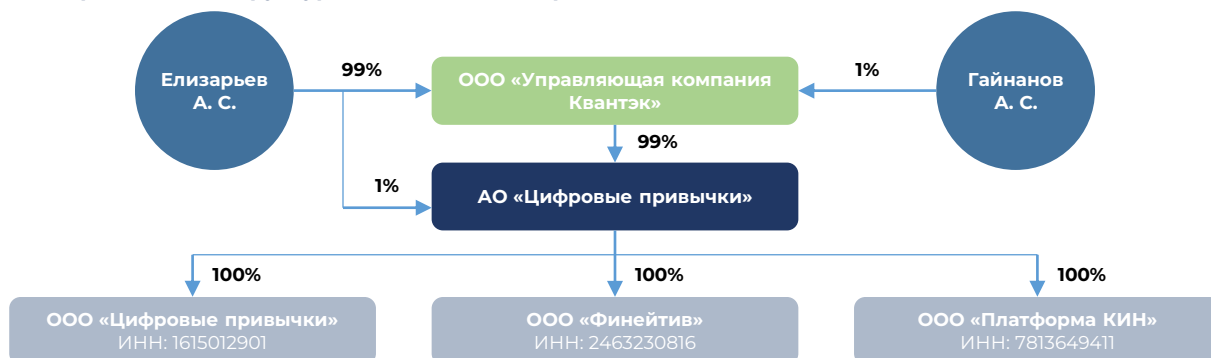 Елизарьев
А. С.
99%
ООО «Управляющая компания
Квантэк»
1%
Гайнанов
А. С.
99%
1%
АО «Цифровые привычки»
100%
100%
100%
ООО «Цифровые привычки»
ИНН: 1615012901
ООО «Финейтив»
ИНН: 2463230816
ООО «Платформа КИН»
ИНН: 7813649411